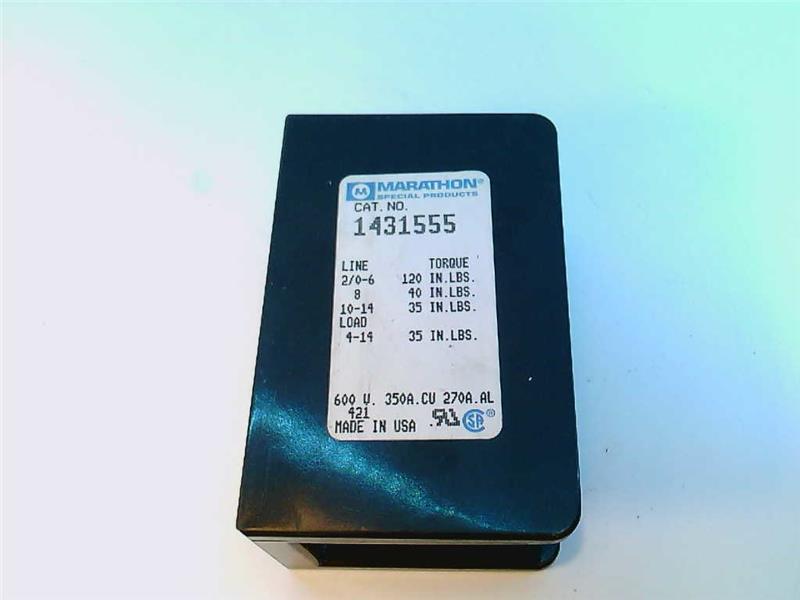 M MARATHON®
SPECIAL PRODUCTS
CAT. NO.
1431555
LINE TORQUE
2/0-6 120 IN.LBS.
8 40 IN.LBS.
10-14 35 IN.LBS.
LOAD
4-14 35 IN.LBS.
600 V. 350A.CU 270A.AL
421
MADE IN USA UR SA®